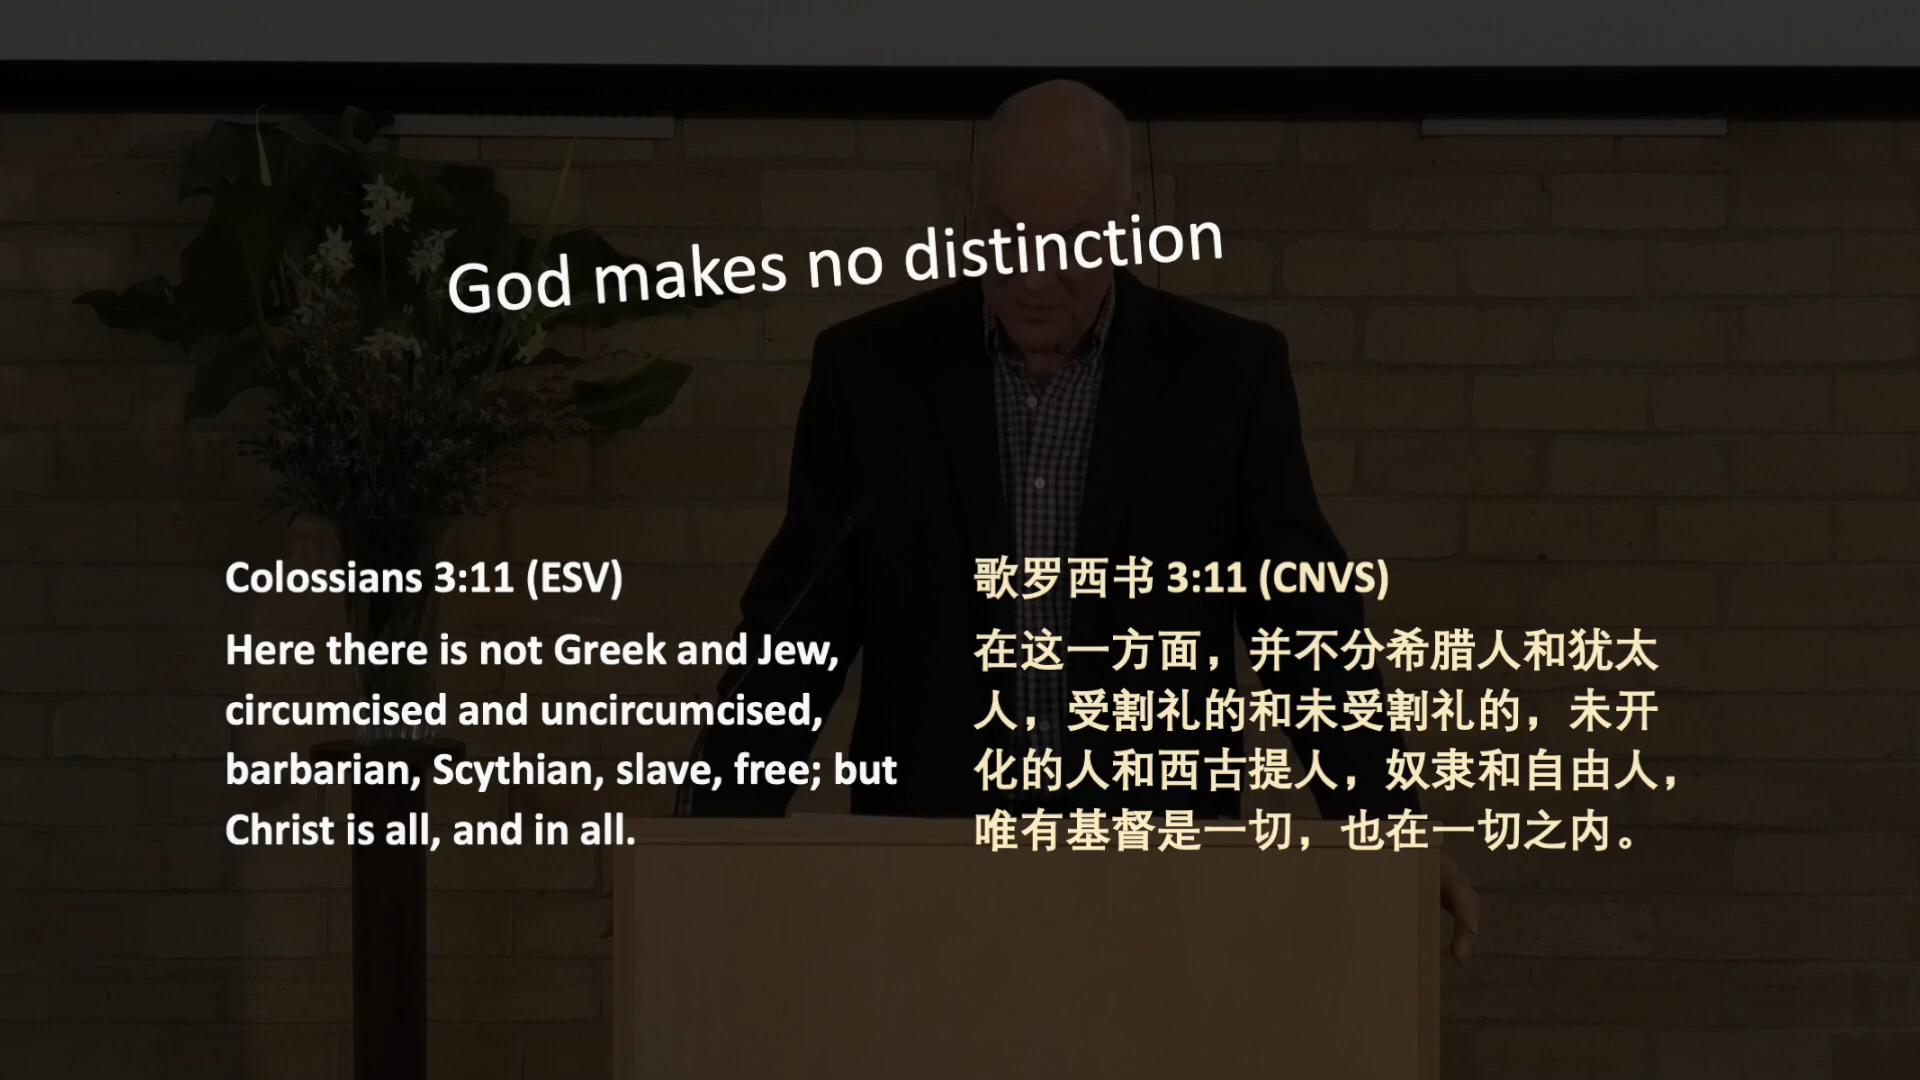 God makes no distinction
Colossians 3:11 (ESV)
Here there is not Greek and Jew,
circumcised and uncircumcised,
barbarian, Scythian, slave, free; but
Christ is all, and in all.
歌罗西书 3:11 (CNVS)
在这一方面，并不分希腊人和犹太
人，受割礼的和未受割礼的，未开
化的人和西古提人，奴隶和自由人，
唯有基督是一切，也在一切之内。